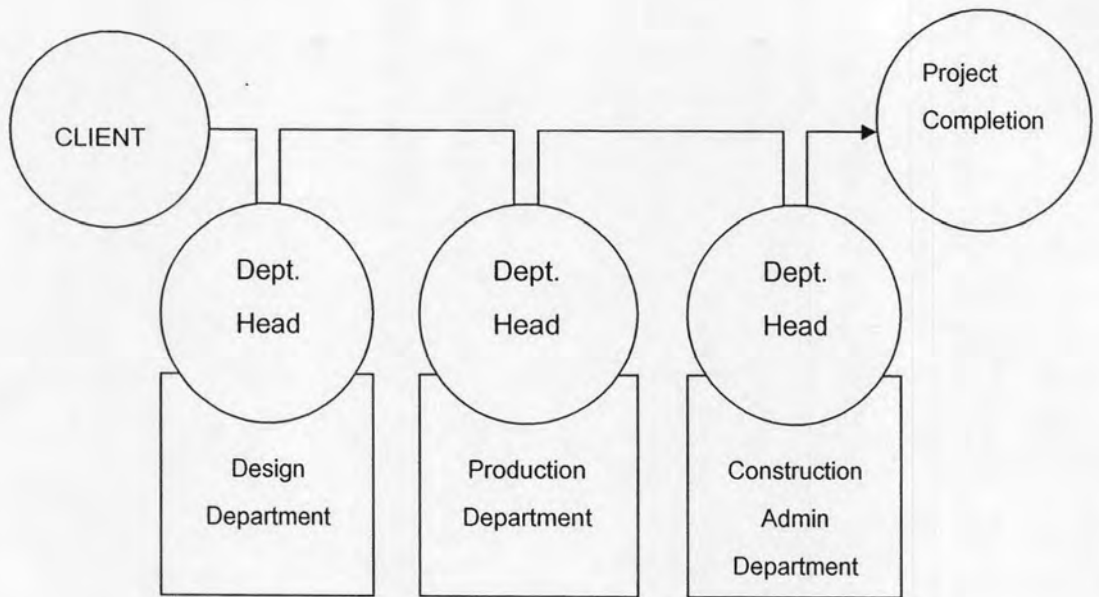 CLIENT
Project
Completion
Dept.
Head
Dept.
Head
Dept.
Head
Design
Department
Production
Department
Construction
Admin
Department